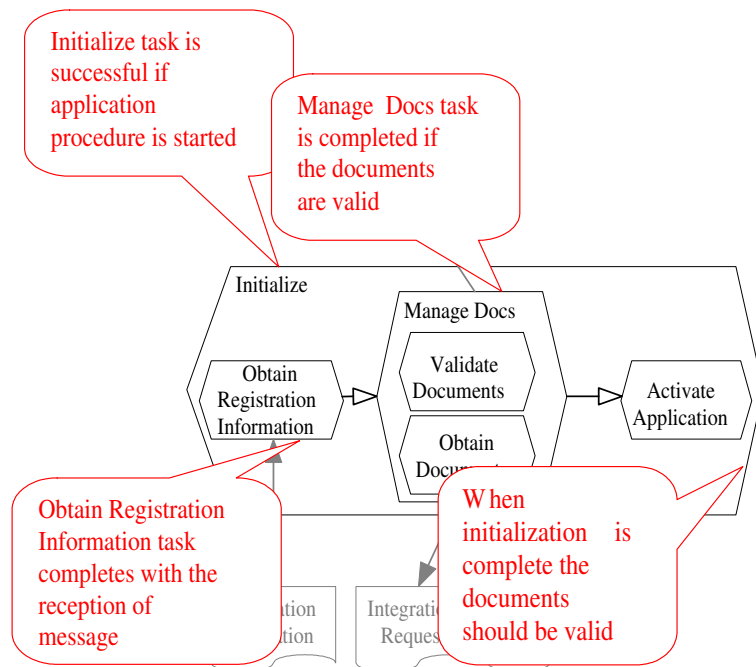 Initialize task is
successful if
application
procedure is started
Manage Docs task
is completed if
the documents
are valid
Initialize
Manage Docs
Obtain
Registration
Information
Validate
Documents
Obtain
Activate
Application
Obtain Registration
Information task
completes with the
reception of
message
When
initialization is
complete the
documents
should be valid